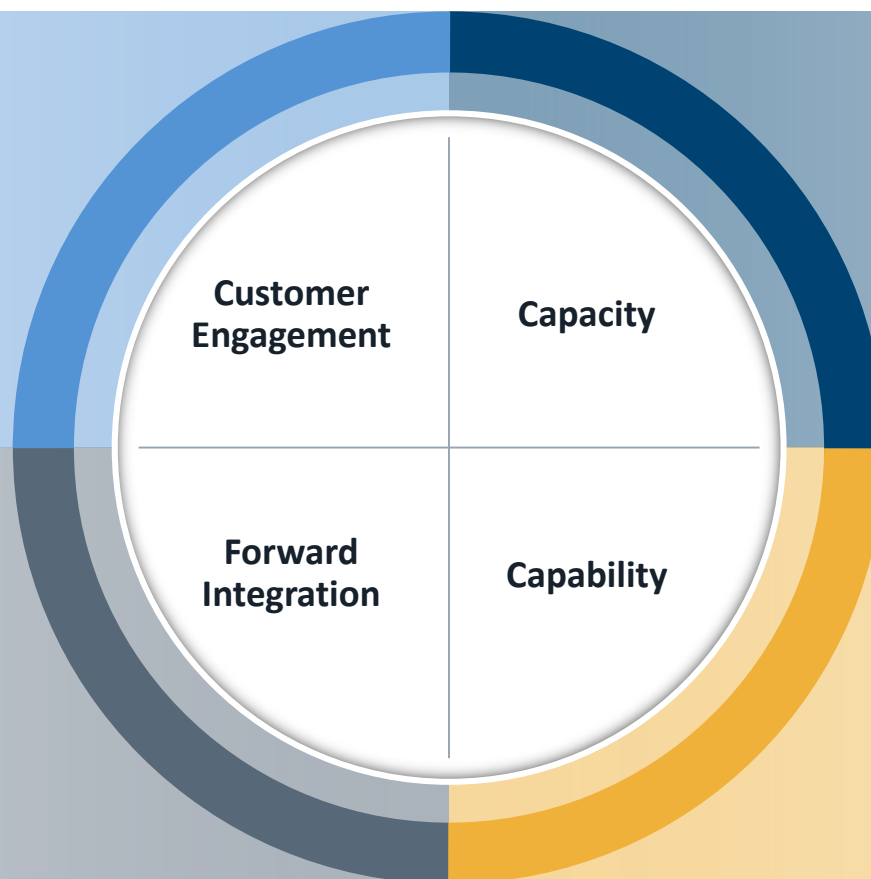 Customer
Engagement
Capacity
Forward
Integration
Capability